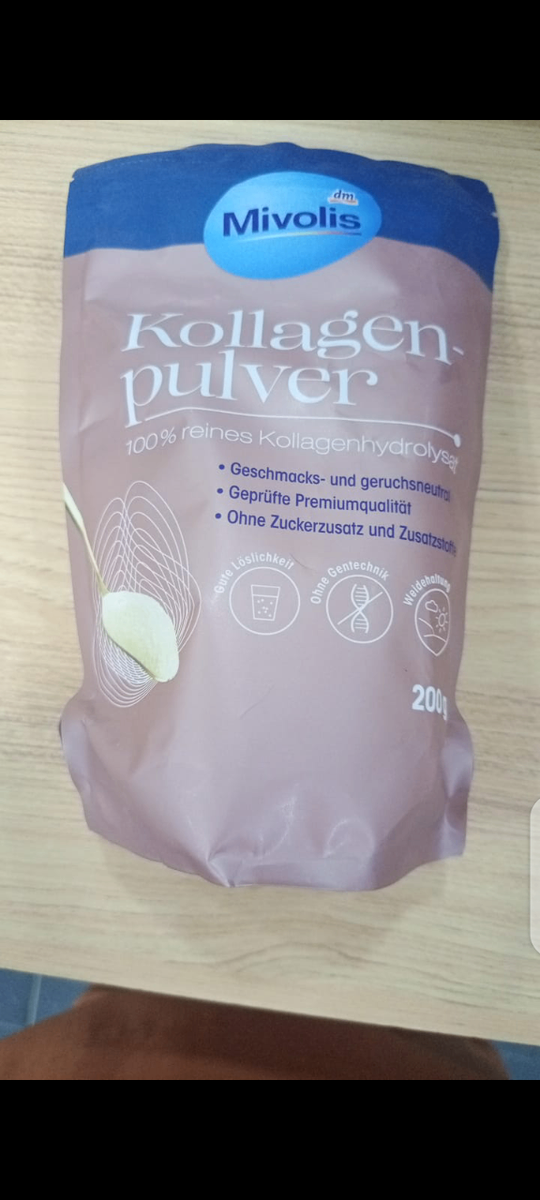 dm
Mivolis
Kollagen-
pulver
100% reines Kollagenhydrolysat
• Geschmacks- und geruchsneutral
• Geprüfte Premiumqualität
• Ohne Zuckerzusatz und Zusatzstoffe
Gute Löslichkeit
Ohne Gentechnik
Weidehaltung
200g